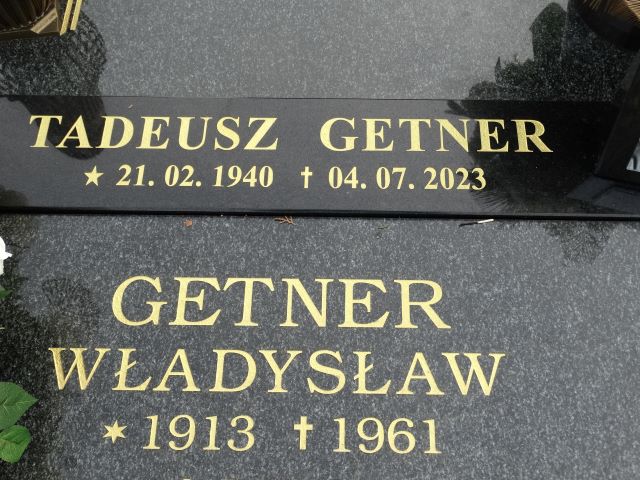 TADEUSZ GETNER
★ 21. 02. 1940 ✝ 04. 07. 2023
GETNER
WŁADYSŁAW
✶ 1913 ✝ 1961